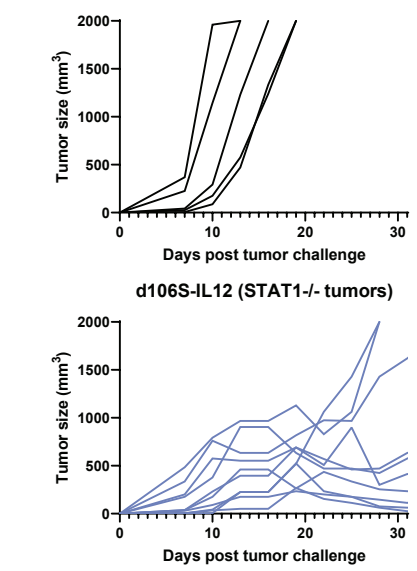 2000
1500
1000
500
0
Tumor size (mm³)
0 10 20 30
Days post tumor challenge
d106S-IL12 (STAT1-/- tumors)
2000
1500
1000
500
0
Tumor size (mm³)
0 10 20 30
Days post tumor challenge